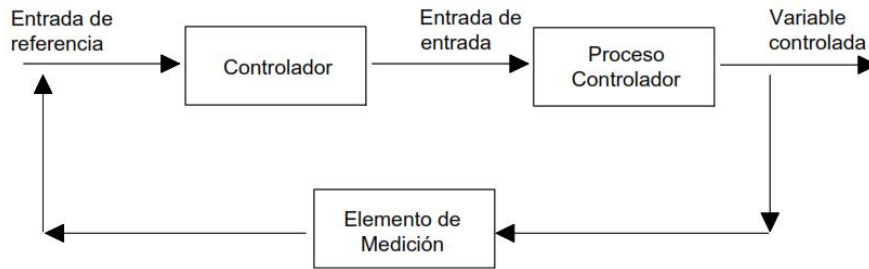 Entrada de
referencia
Controlador
Entrada de
entrada
Proceso
Controlador
Variable
controlada
Elemento de
Medición